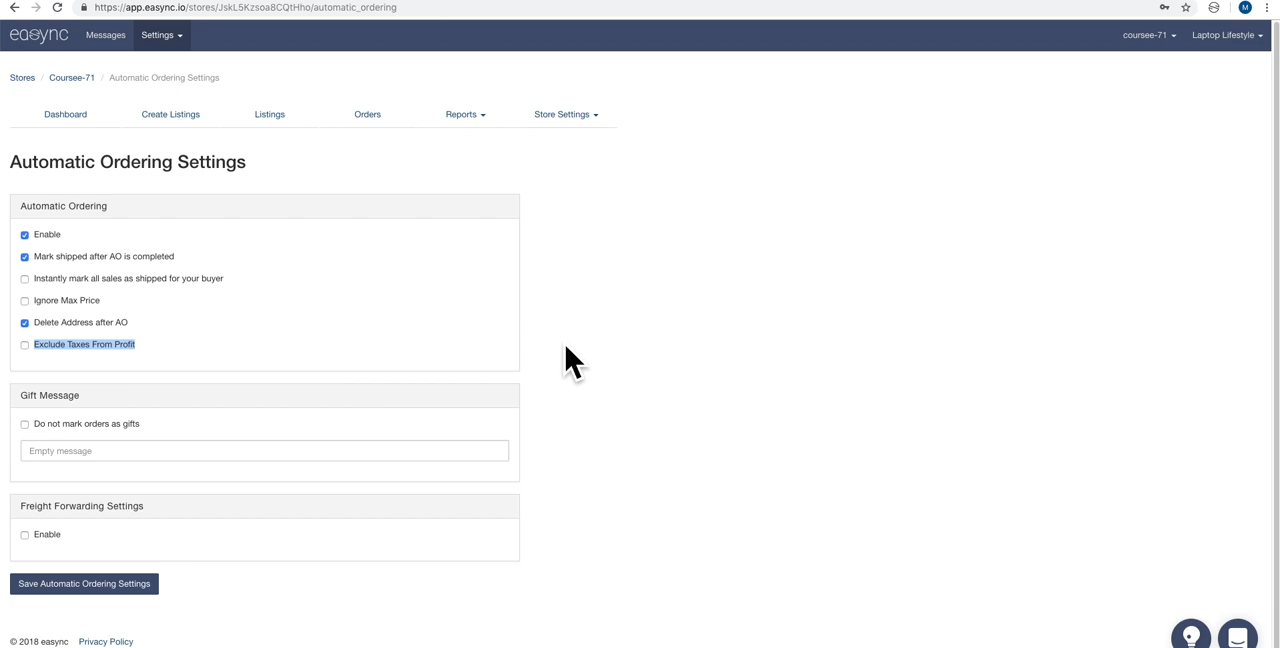 https://app.easync.io/stores/JskL5Kzsoa8CQtHho/automatic_ordering
M
easync Messages Settings coursee-71 Laptop Lifestyle
Stores / Coursee-71 / Automatic Ordering Settings
Dashboard Create Listings Listings Orders Reports Store Settings
Automatic Ordering Settings
Automatic Ordering
Enable
Mark shipped after AO is completed
Instantly mark all sales as shipped for your buyer
Ignore Max Price
Delete Address after AO
Exclude Taxes From Profit
Gift Message
Do not mark orders as gifts
Empty message
Freight Forwarding Settings
Enable
Save Automatic Ordering Settings
© 2018 easync Privacy Policy